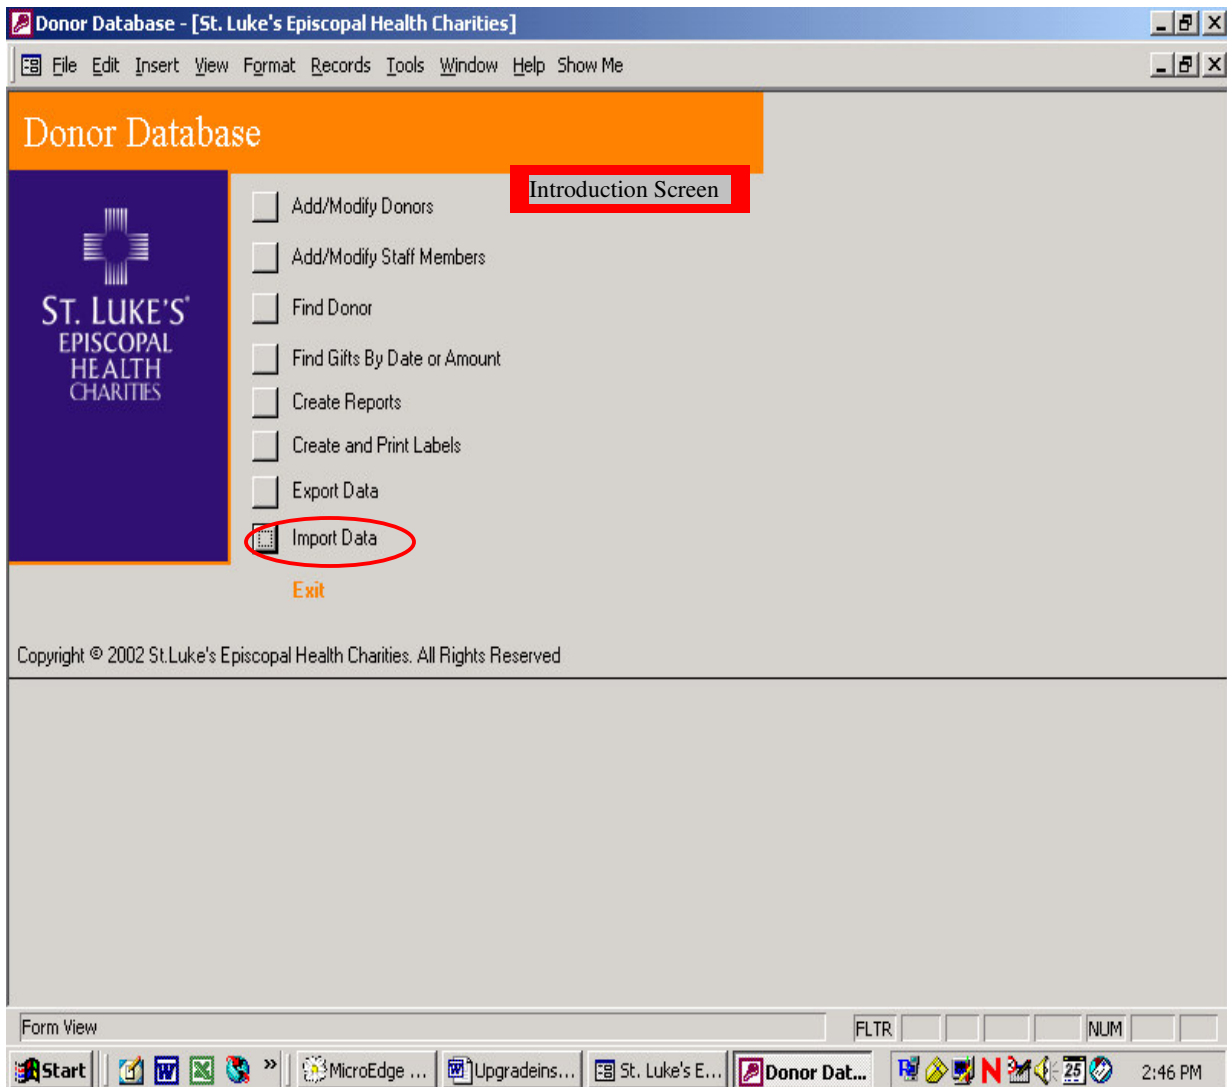 Donor Database - [St. Luke's Episcopal Health Charities]
File Edit Insert View Format Records Tools Window Help Show Me
Donor Database
Introduction Screen
ST. LUKE'S®
EPISCOPAL
HEALTH
CHARITIES
Add/Modify Donors
Add/Modify Staff Members
Find Donor
Find Gifts By Date or Amount
Create Reports
Create and Print Labels
Export Data
Import Data
Exit
Copyright © 2002 St.Luke's Episcopal Health Charities. All Rights Reserved
Form View FLTR NUM
Start » MicroEdge ... Upgradeins... St. Luke's E... Donor Dat... N 25 2:46 PM